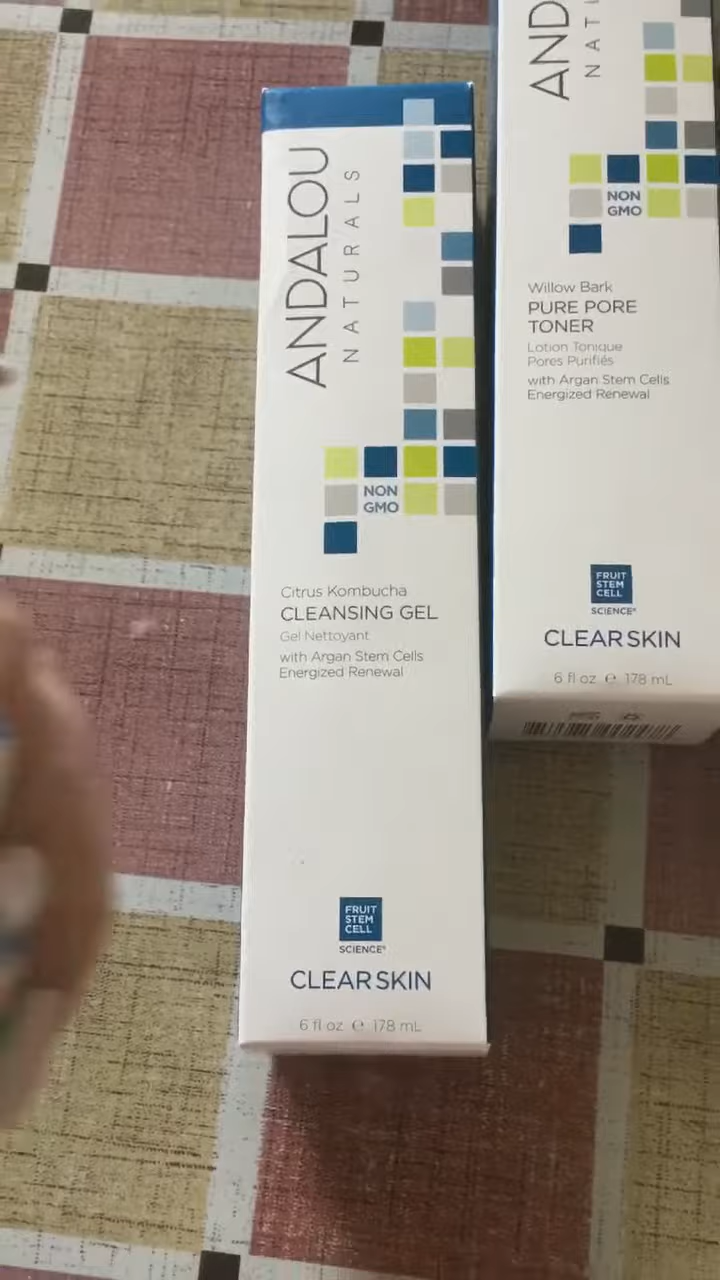 ANDALOU
NATURALS
NON
GMO
Citrus Kombucha
CLEANSING GEL
Gel Nettoyant
with Argan Stem Cells
Energized Renewal
FRUIT
STEM
CELL
SCIENCE®
CLEAR SKIN
6 fl oz ℮ 178 mL
AND
NATI
NON
GMO
Willow Bark
PURE PORE
TONER
Lotion Tonique
Pores Purifiés
with Argan Stem Cells
Energized Renewal
FRUIT
STEM
CELL
SCIENCE®
CLEAR SKIN
6 fl oz ℮ 178 mL